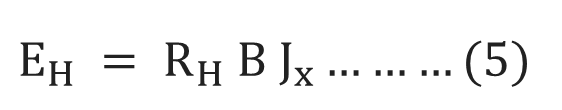 E_H = R_H B J_x … … … (5)